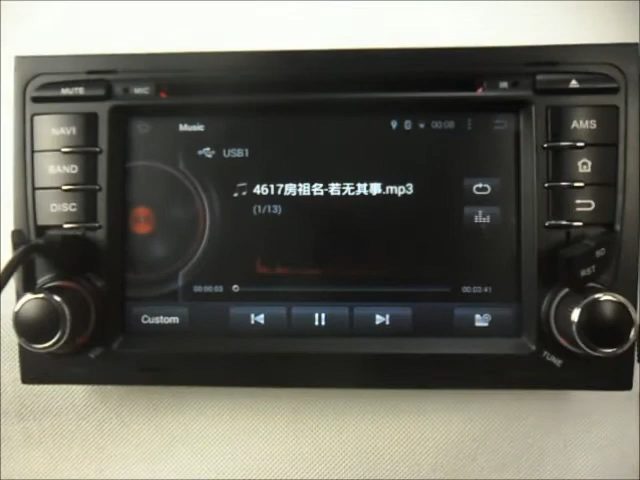 MUTE
MIC
NAVI
BAND
DISC
Music
00:08
USB1
4617房祖名-若无其事.mp3
(1/13)
00:00:03
00:03:41
Custom
AMS
SD
RST
TUNE